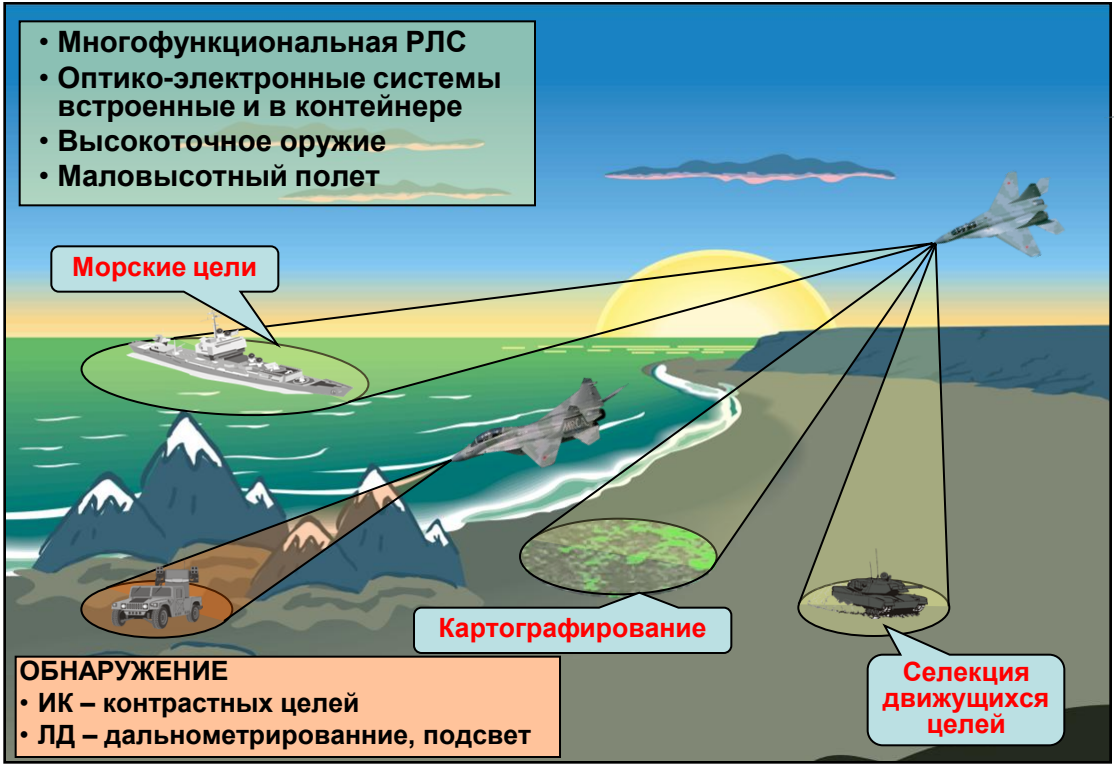 • Многофункциональная РЛС
• Оптико-электронные системы
встроенные и в контейнере
• Высокоточное оружие
• Маловысотный полет
Морские цели
Картографирование
Селекция
движущихся
целей
ОБНАРУЖЕНИЕ
• ИК – контрастных целей
• ЛД – дальнометрированние, подсвет